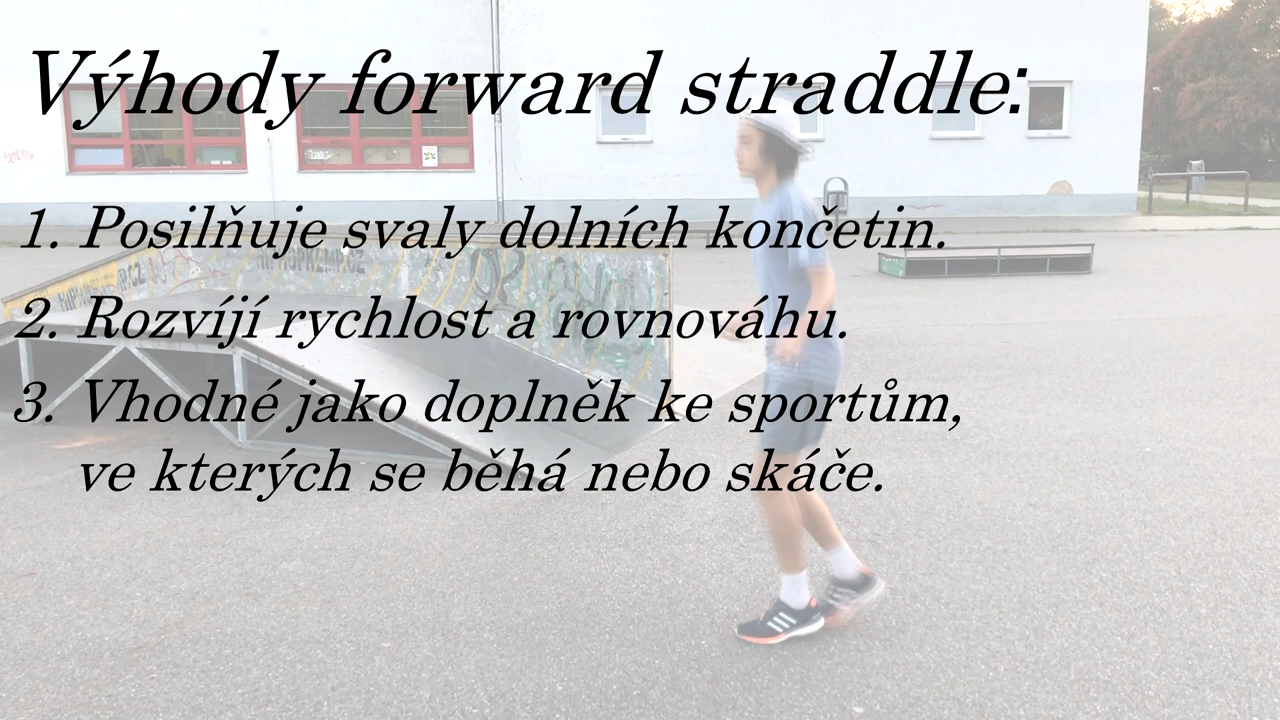 Výhody forward straddle:
1. Posilňuje svaly dolních končetin.
2. Rozvíjí rychlost a rovnováhu.
3. Vhodné jako doplněk ke sportům,
ve kterých se běhá nebo skáče.